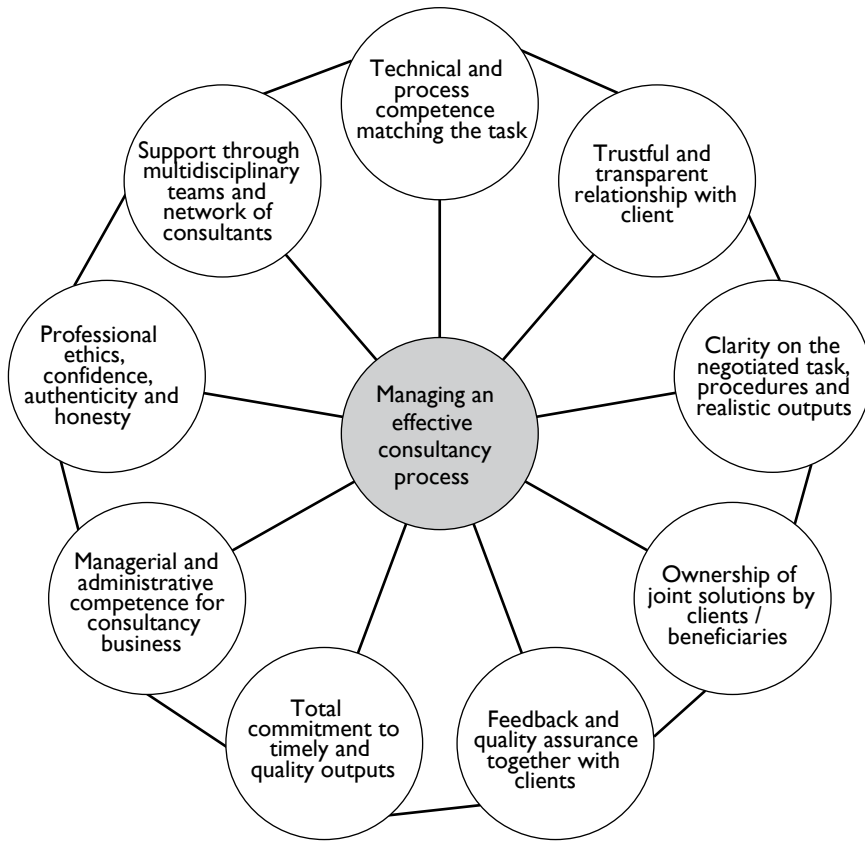 Technical and
process
competence
matching the task
Trustful and
transparent
relationship with
client
Clarity on the
negotiated task,
procedures and
realistic outputs
Ownership of
joint solutions by
clients /
beneficiaries
Feedback and
quality assurance
together with
clients
Total
commitment to
timely and
quality outputs
Managerial and
administrative
competence for
consultancy
business
Professional
ethics,
confidence,
authenticity and
honesty
Support through
multidisciplinary
teams and
network of
consultants
Managing an
effective
consultancy
process